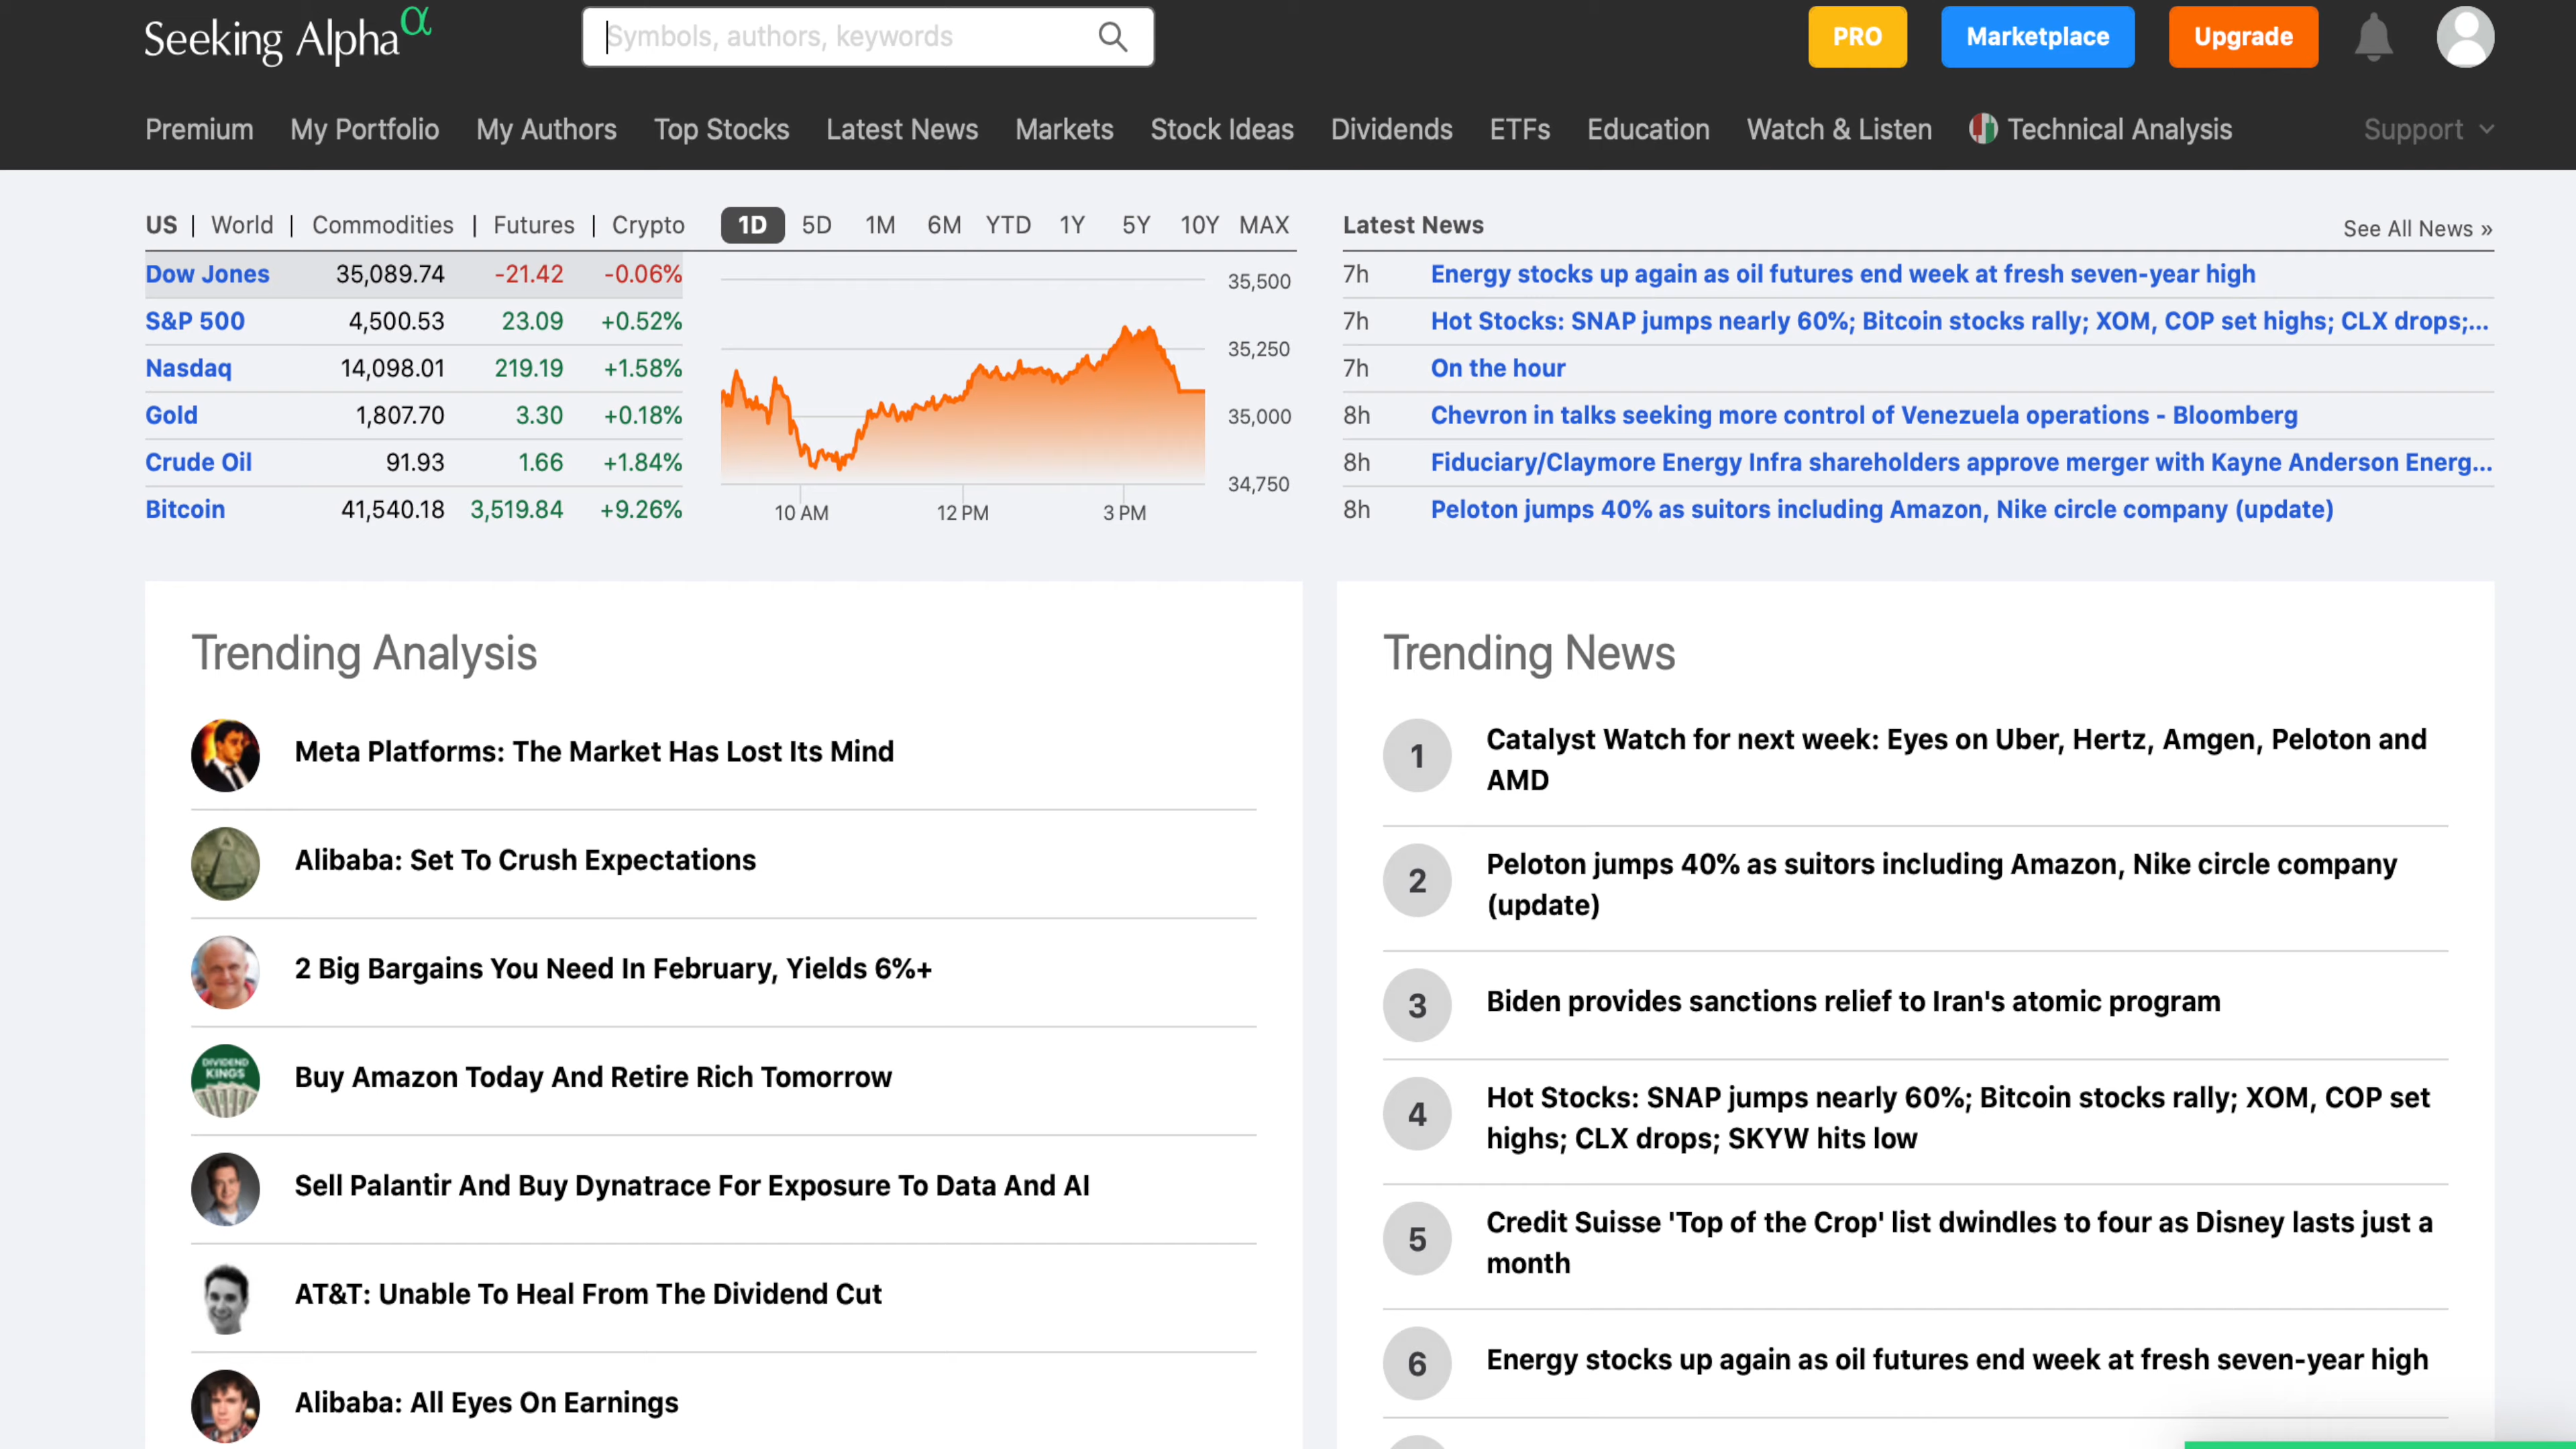 Seeking Alpha α
Symbols, authors, keywords
PRO
Marketplace
Upgrade
Premium My Portfolio My Authors Top Stocks Latest News Markets Stock Ideas Dividends ETFs Education Watch & Listen Technical Analysis Support
US | World | Commodities | Futures | Crypto
Dow Jones 35,089.74 -21.42 -0.06%
S&P 500 4,500.53 23.09 +0.52%
Nasdaq 14,098.01 219.19 +1.58%
Gold 1,807.70 3.30 +0.18%
Crude Oil 91.93 1.66 +1.84%
Bitcoin 41,540.18 3,519.84 +9.26%
1D 5D 1M 6M YTD 1Y 5Y 10Y MAX
35,500
35,250
35,000
34,750
10 AM 12 PM 3 PM
Latest News See All News »
7h Energy stocks up again as oil futures end week at fresh seven-year high
7h Hot Stocks: SNAP jumps nearly 60%; Bitcoin stocks rally; XOM, COP set highs; CLX drops;...
7h On the hour
8h Chevron in talks seeking more control of Venezuela operations - Bloomberg
8h Fiduciary/Claymore Energy Infra shareholders approve merger with Kayne Anderson Energ...
8h Peloton jumps 40% as suitors including Amazon, Nike circle company (update)
Trending Analysis
Meta Platforms: The Market Has Lost Its Mind
Alibaba: Set To Crush Expectations
2 Big Bargains You Need In February, Yields 6%+
DIVIDEND
KINGS
Buy Amazon Today And Retire Rich Tomorrow
Sell Palantir And Buy Dynatrace For Exposure To Data And AI
AT&T: Unable To Heal From The Dividend Cut
Alibaba: All Eyes On Earnings
Trending News
1 Catalyst Watch for next week: Eyes on Uber, Hertz, Amgen, Peloton and
AMD
2 Peloton jumps 40% as suitors including Amazon, Nike circle company
(update)
3 Biden provides sanctions relief to Iran's atomic program
4 Hot Stocks: SNAP jumps nearly 60%; Bitcoin stocks rally; XOM, COP set
highs; CLX drops; SKYW hits low
5 Credit Suisse 'Top of the Crop' list dwindles to four as Disney lasts just a
month
6 Energy stocks up again as oil futures end week at fresh seven-year high